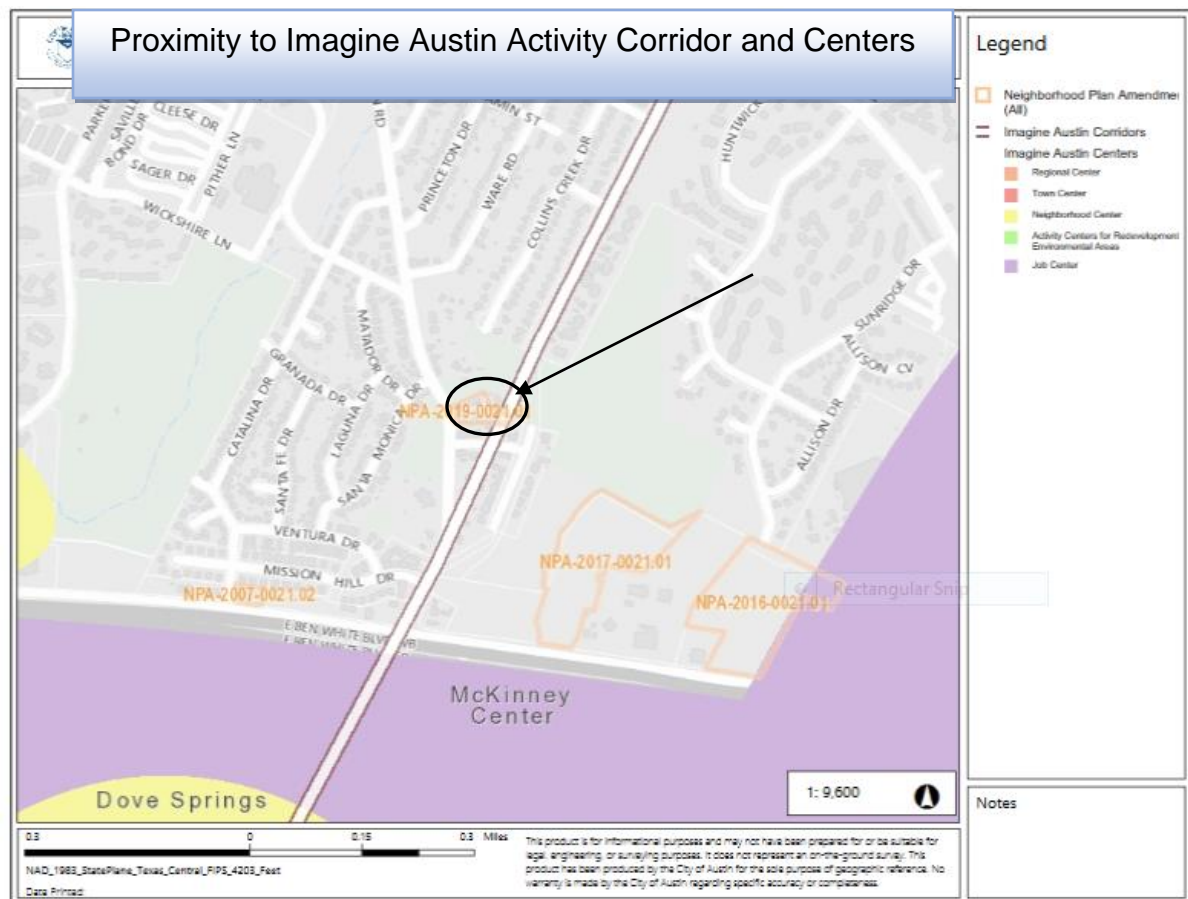 Proximity to Imagine Austin Activity Corridor and Centers
Legend
Neighborhood Plan Amendme
(All)
Imagine Austin Corridors
Imagine Austin Centers
Regional Center
Town Center
Neighborhood Center
Activity Centers for Redevelopment
Environmental Areas
Job Center
CLEESE DR
BOND DR
SAGER DR
PITHER LN
WICKSHIRE LN
RD
PRINCETON DR
WARE RD
COLLINS CREEK DR
MIN ST
HUNTWICK
SUNRIDGE DR
ALLISON CV
ALLISON DR
MATADOR DR
GRANADA DR
LAGUNA DR
SANTA MONICA DR
CATALINA DR
SANTA FE DR
VENTURA DR
MISSION HILL DR
NPA-2019-0021.0
NPA-2017-0021.01
NPA-2016-0021.01
NPA-2007-0021.02
Rectangular Snip
E BEN WHITE BLVD WB
McKinney
Center
Dove Springs
1: 9,600
Notes
0.3 0 0.15 0.3 Miles
NAD_1983_StatePlane_Texas_Central_FIPS_4203_Feet
Date Printed:
This product is for informational purposes and may not have been prepared for or be suitable for
legal, engineering, or surveying purposes. It does not represent an on-the-ground survey. This
product has been produced by the City of Austin for the sole purpose of geographic reference. No
warranty is made by the City of Austin regarding specific accuracy or completeness.